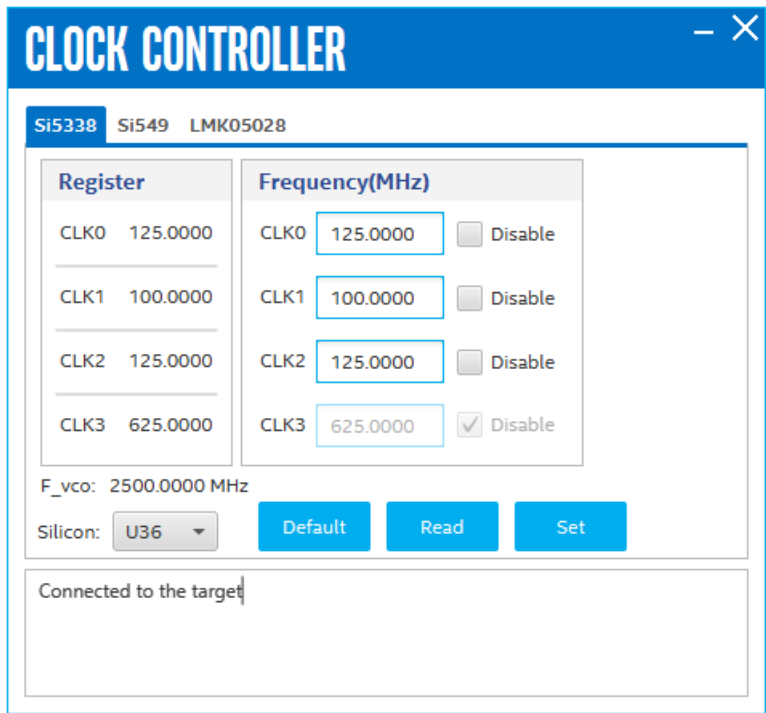 CLOCK CONTROLLER
Si5338 Si549 LMK05028
Register Frequency(MHz)
CLK0 125.0000 CLK0 125.0000 Disable
CLK1 100.0000 CLK1 100.0000 Disable
CLK2 125.0000 CLK2 125.0000 Disable
CLK3 625.0000 CLK3 625.0000 Disable
F_vco: 2500.0000 MHz
Silicon: U36 Default Read Set
Connected to the target